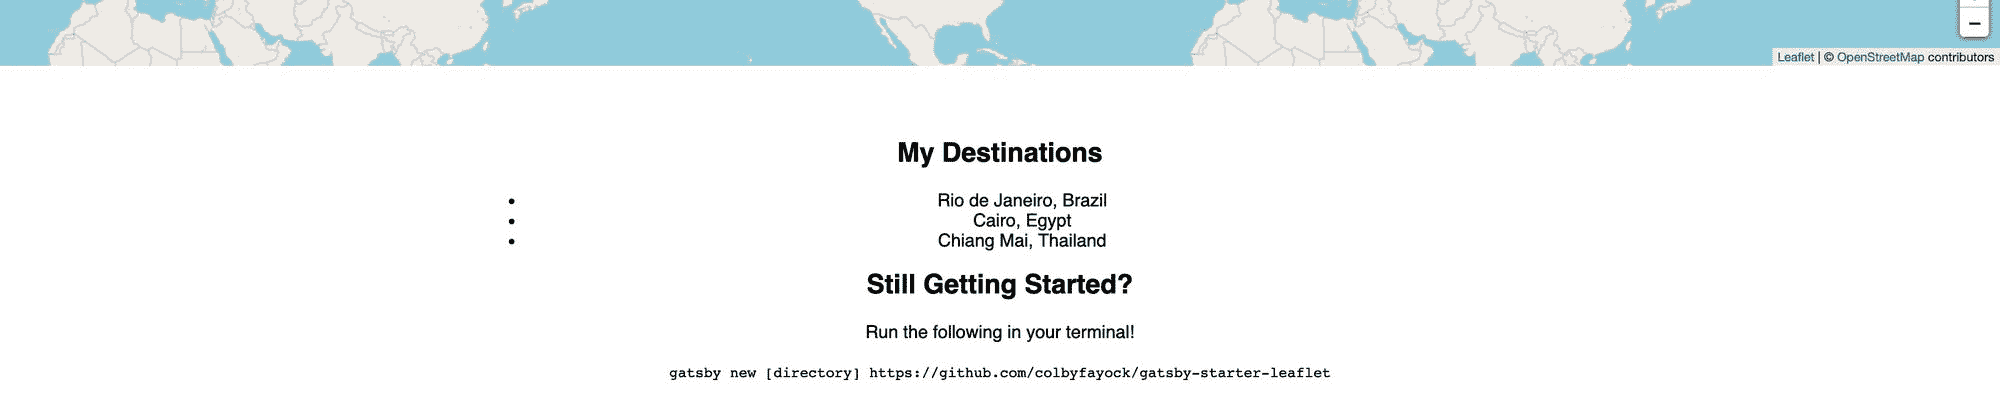 −
Leaflet | © OpenStreetMap contributors
My Destinations
• Rio de Janeiro, Brazil
• Cairo, Egypt
• Chiang Mai, Thailand
Still Getting Started?
Run the following in your terminal!
gatsby new [directory] https://github.com/colbyfayock/gatsby-starter-leaflet